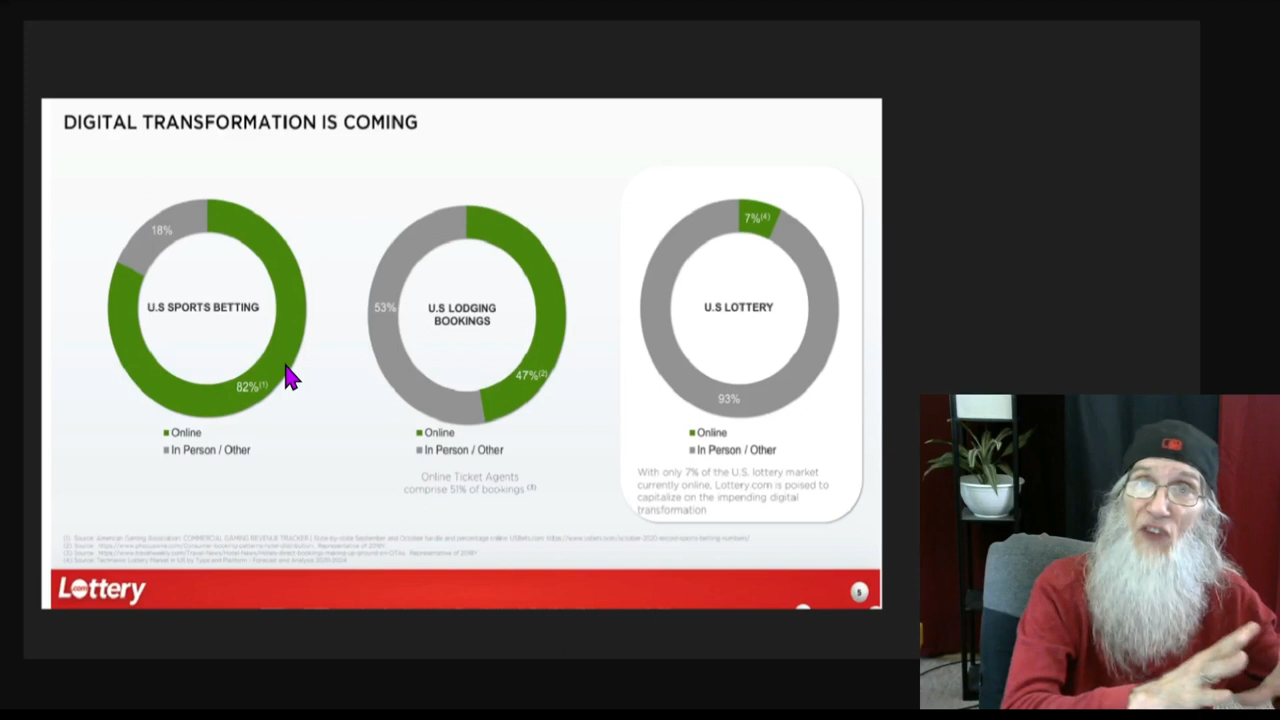 DIGITAL TRANSFORMATION IS COMING
18%
U.S SPORTS BETTING
82%(1)
Online
In Person / Other
53%
U.S LODGING
BOOKINGS
47%(2)
Online
In Person / Other
Online Ticket Agents
comprise 51% of bookings (3)
7%(4)
U.S LOTTERY
93%
Online
In Person / Other
With only 7% of the U.S. lottery market
currently online, Lottery.com is poised to
capitalize on the impending digital
transformation
Lottery
.com
5